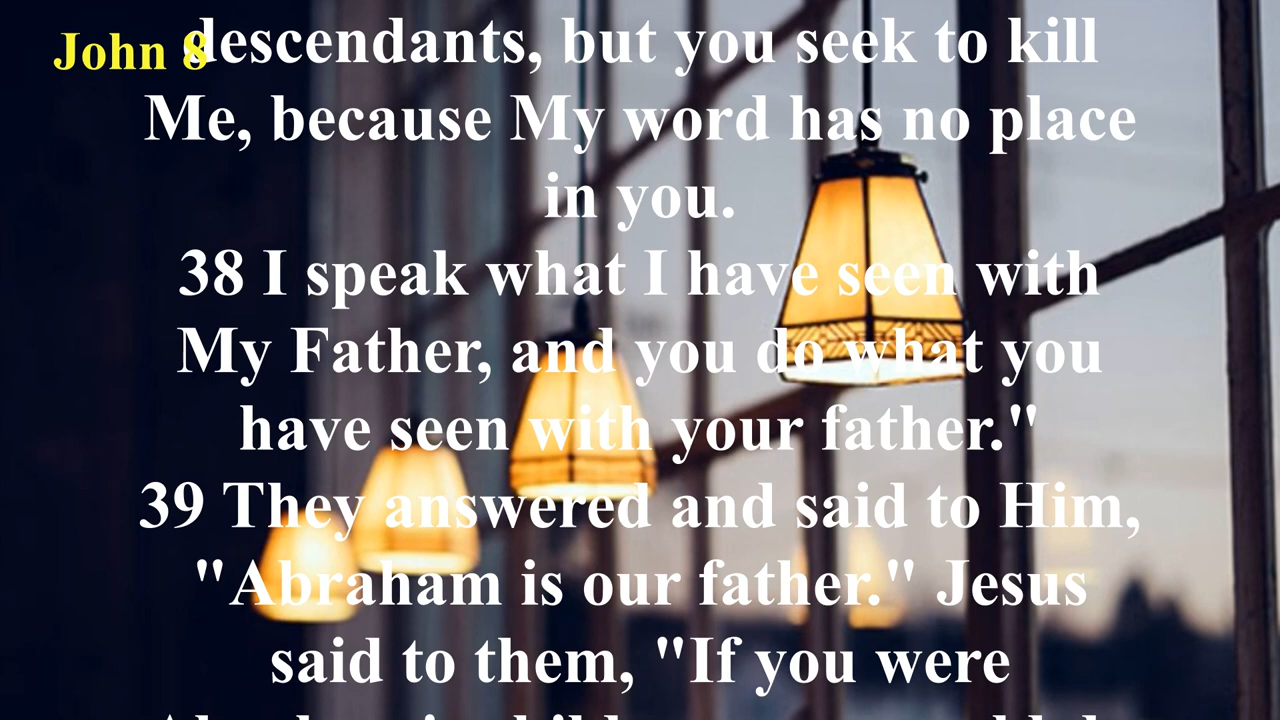 John 8
descendants, but you seek to kill
Me, because My word has no place
in you.
38 I speak what I have seen with
My Father, and you do what you
have seen with your father."
39 They answered and said to Him,
"Abraham is our father." Jesus
said to them, "If you were